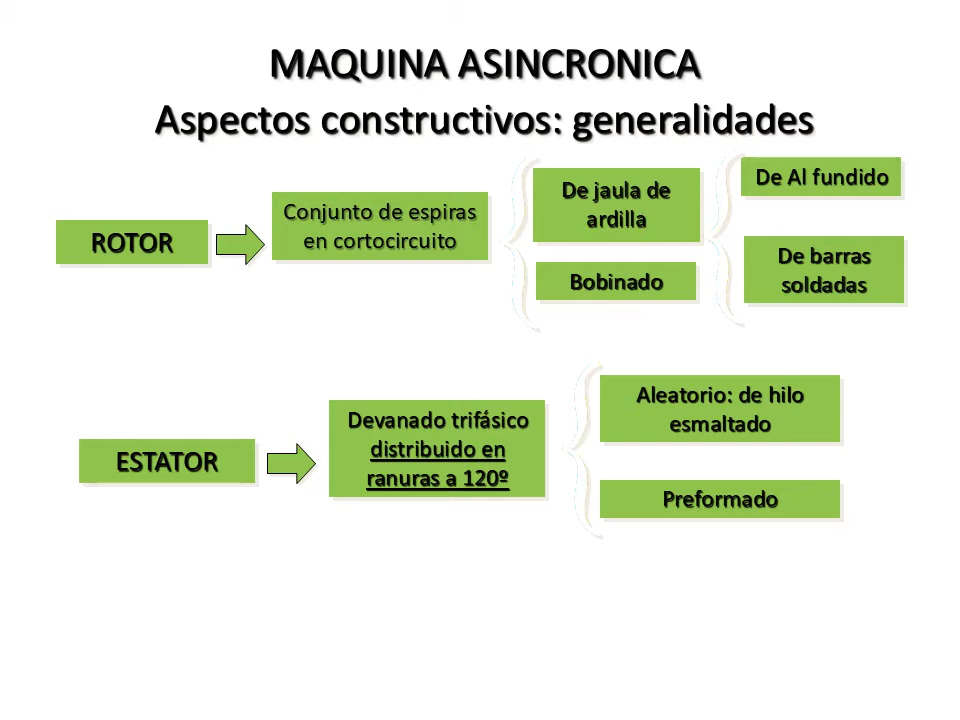 MAQUINA ASINCRONICA
Aspectos constructivos: generalidades
ROTOR
Conjunto de espiras
en cortocircuito
De jaula de
ardilla
Bobinado
De Al fundido
De barras
soldadas
ESTATOR
Devanado trifásico
distribuido en
ranuras a 120º
Aleatorio: de hilo
esmaltado
Preformado